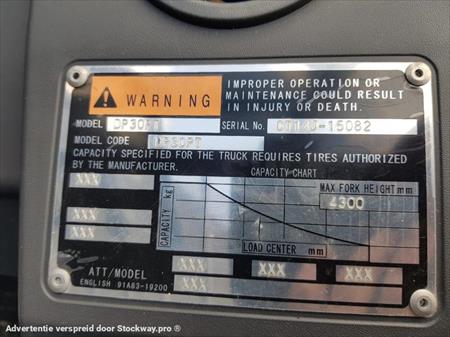 WARNING
IMPROPER OPERATION OR
MAINTENANCE COULD RESULT
IN INJURY OR DEATH.
MODEL
SERIAL No. -15082
MODEL CODE
CAPACITY SPECIFIED FOR THE TRUCK REQUIRES TIRES AUTHORIZED
BY THE MANUFACTURER.
CAPACITY CHART
XXX
XXX
XXX
CAPACITY kg
MAX FORK HEIGHT mm
4300
LOAD CENTER mm
ATT/MODEL
XXX XXX XXX
XXX XXX
ENGLISH 91A83-19200
Advertentie verspreid door Stockway.pro ®